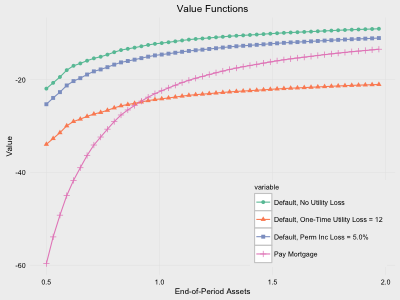 Value Functions
Value
-20
-40
-60
0.5
1.0
1.5
2.0
End-of-Period Assets
variable
Default, No Utility Loss
Default, One-Time Utility Loss = 12
Default, Perm Inc Loss = 5.0%
Pay Mortgage